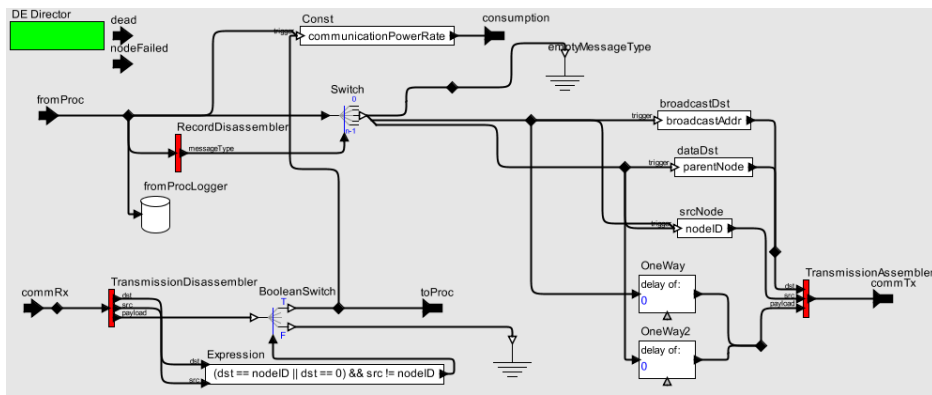 DE Director
dead
nodeFailed
Const
trigger
communicationPowerRate
consumption
emptyMessageType
fromProc
Switch
0
n-1
RecordDisassembler
messageType
fromProcLogger
broadcastDst
trigger
broadcastAddr
dataDst
trigger
parentNode
srcNode
trigger
nodeID
commRx
TransmissionDisassembler
dst
src
payload
BooleanSwitch
T
F
toProc
OneWay
delay of:
0
OneWay2
delay of:
0
TransmissionAssembler
dst
src
payload
commTx
Expression
dst
src
(dst == nodeID || dst == 0) && src != nodeID